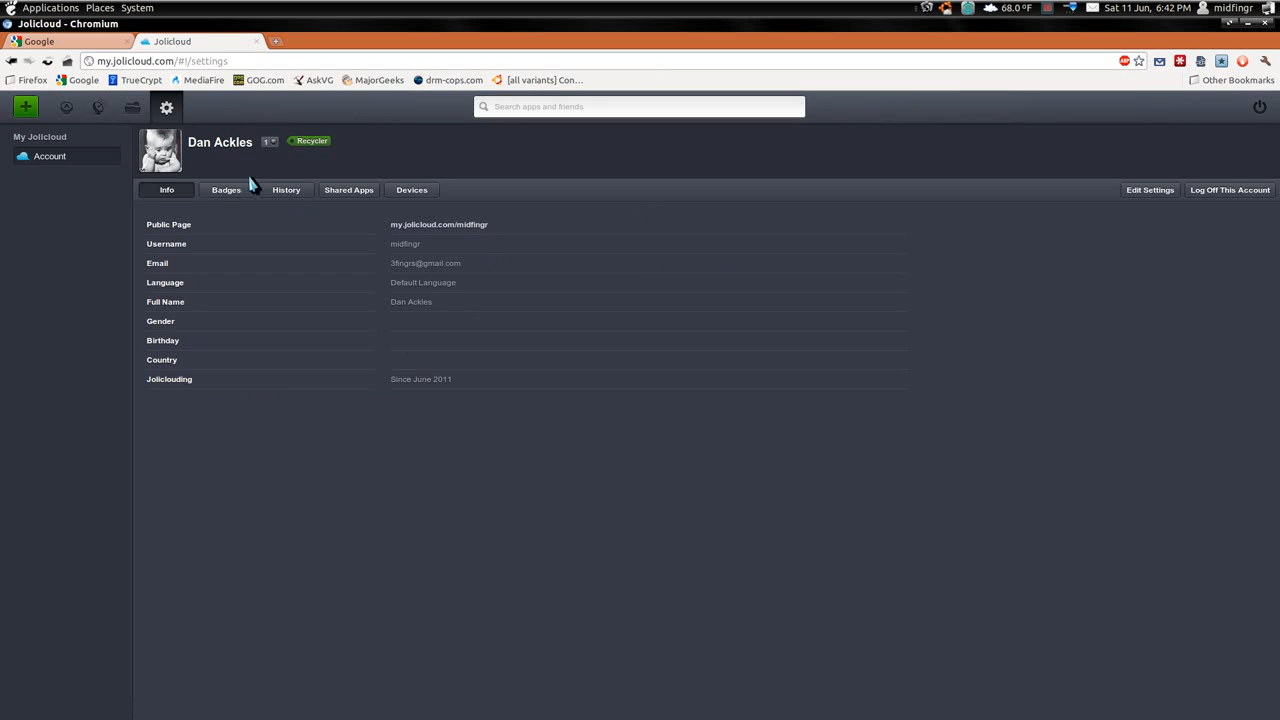 Applications Places System 68.0 °F Sat 11 Jun, 6:42 PM midfingr
Jolicloud - Chromium
Google Jolicloud
my.jolicloud.com/#!/settings
Firefox Google TrueCrypt MediaFire GOG.com AskVG MajorGeeks drm-cops.com [all variants] Con... Other Bookmarks
Search apps and friends
My Jolicloud
Account
Dan Ackles 1 Recycler
Info Badges History Shared Apps Devices Edit Settings Log Off This Account
Public Page my.jolicloud.com/midfingr
Username midfingr
Email 3fingrs@gmail.com
Language Default Language
Full Name Dan Ackles
Gender
Birthday
Country
Joliclouding Since June 2011